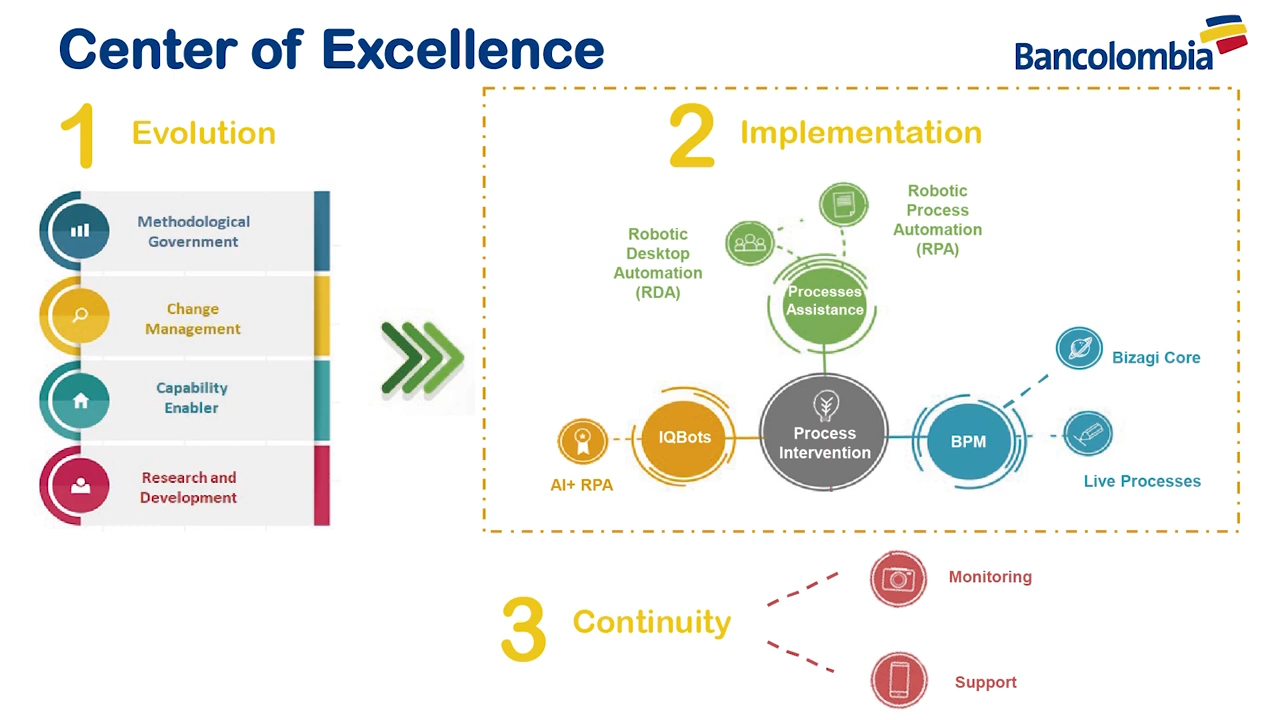 Center of Excellence
Bancolombia
1 Evolution
Methodological
Government
Change
Management
Capability
Enabler
Research and
Development
2 Implementation
Robotic
Process
Automation
(RPA)
Robotic
Desktop
Automation
(RDA)
Processes
Assistance
Bizagi Core
Process
Intervention
IQBots
BPM
AI+ RPA
Live Processes
3 Continuity
Monitoring
Support